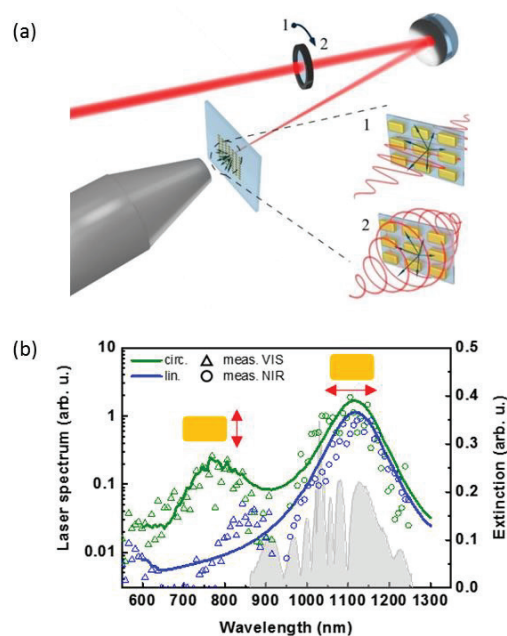 (a)
1
2
1
2
(b)
circ. meas. VIS
lin. meas. NIR
Laser spectrum (arb. u.)
10
1
0.1
0.01
Extinction (arb. u.)
0.5
0.4
0.3
0.2
0.1
0.0
600 700 800 900 1000 1100 1200 1300
Wavelength (nm)